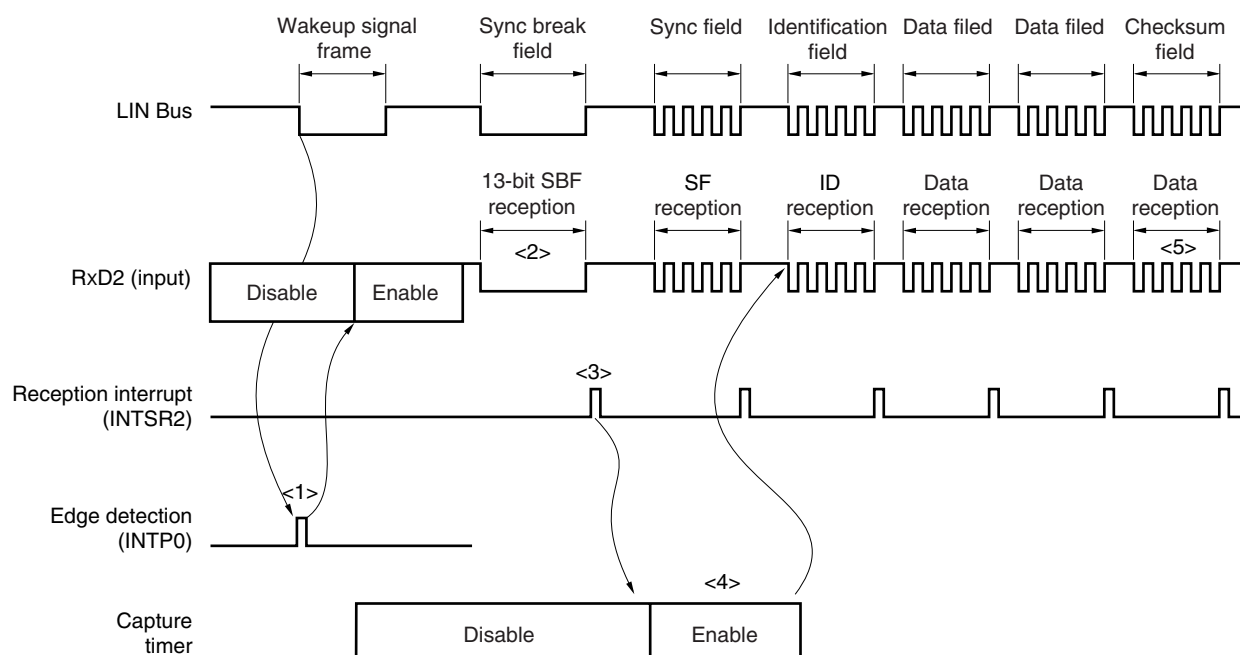 Wakeup signal
frame
Sync break
field
Sync field
Identification
field
Data filed
Data filed
Checksum
field
LIN Bus
13-bit SBF
reception
SF
reception
ID
reception
Data
reception
Data
reception
Data
reception
<2>
<5>
RxD2 (input)
Disable
Enable
Reception interrupt
(INTSR2)
<3>
Edge detection
(INTP0)
<1>
Capture
timer
Disable
<4>
Enable